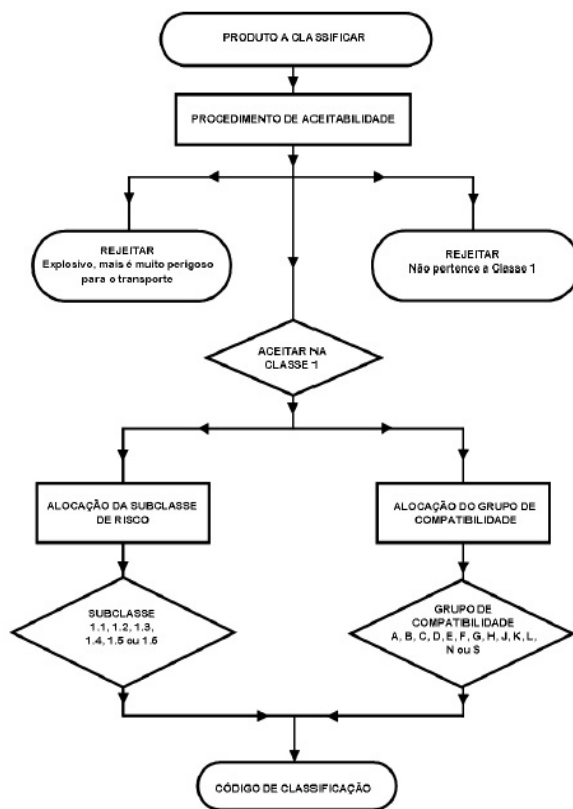 PRODUTO A CLASSIFICAR
PROCEDIMENTO DE ACEITABILIDADE
REJEITAR
Explosivo, mais é muito perigoso
para o transporte
REJEITAR
Não pertence a Classe 1
ACEITAR NA
CLASSE 1
ALOCAÇÃO DA SUBCLASSE
DE RISCO
ALOCAÇÃO DO GRUPO DE
COMPATIBILIDADE
SUBCLASSE
1.1, 1.2, 1.3,
1.4, 1.5 ou 1.6
GRUPO DE
COMPATIBILIDADE
A, B, C, D, E, F, G, H, J, K, L,
N ou S
CÓDIGO DE CLASSIFICAÇÃO